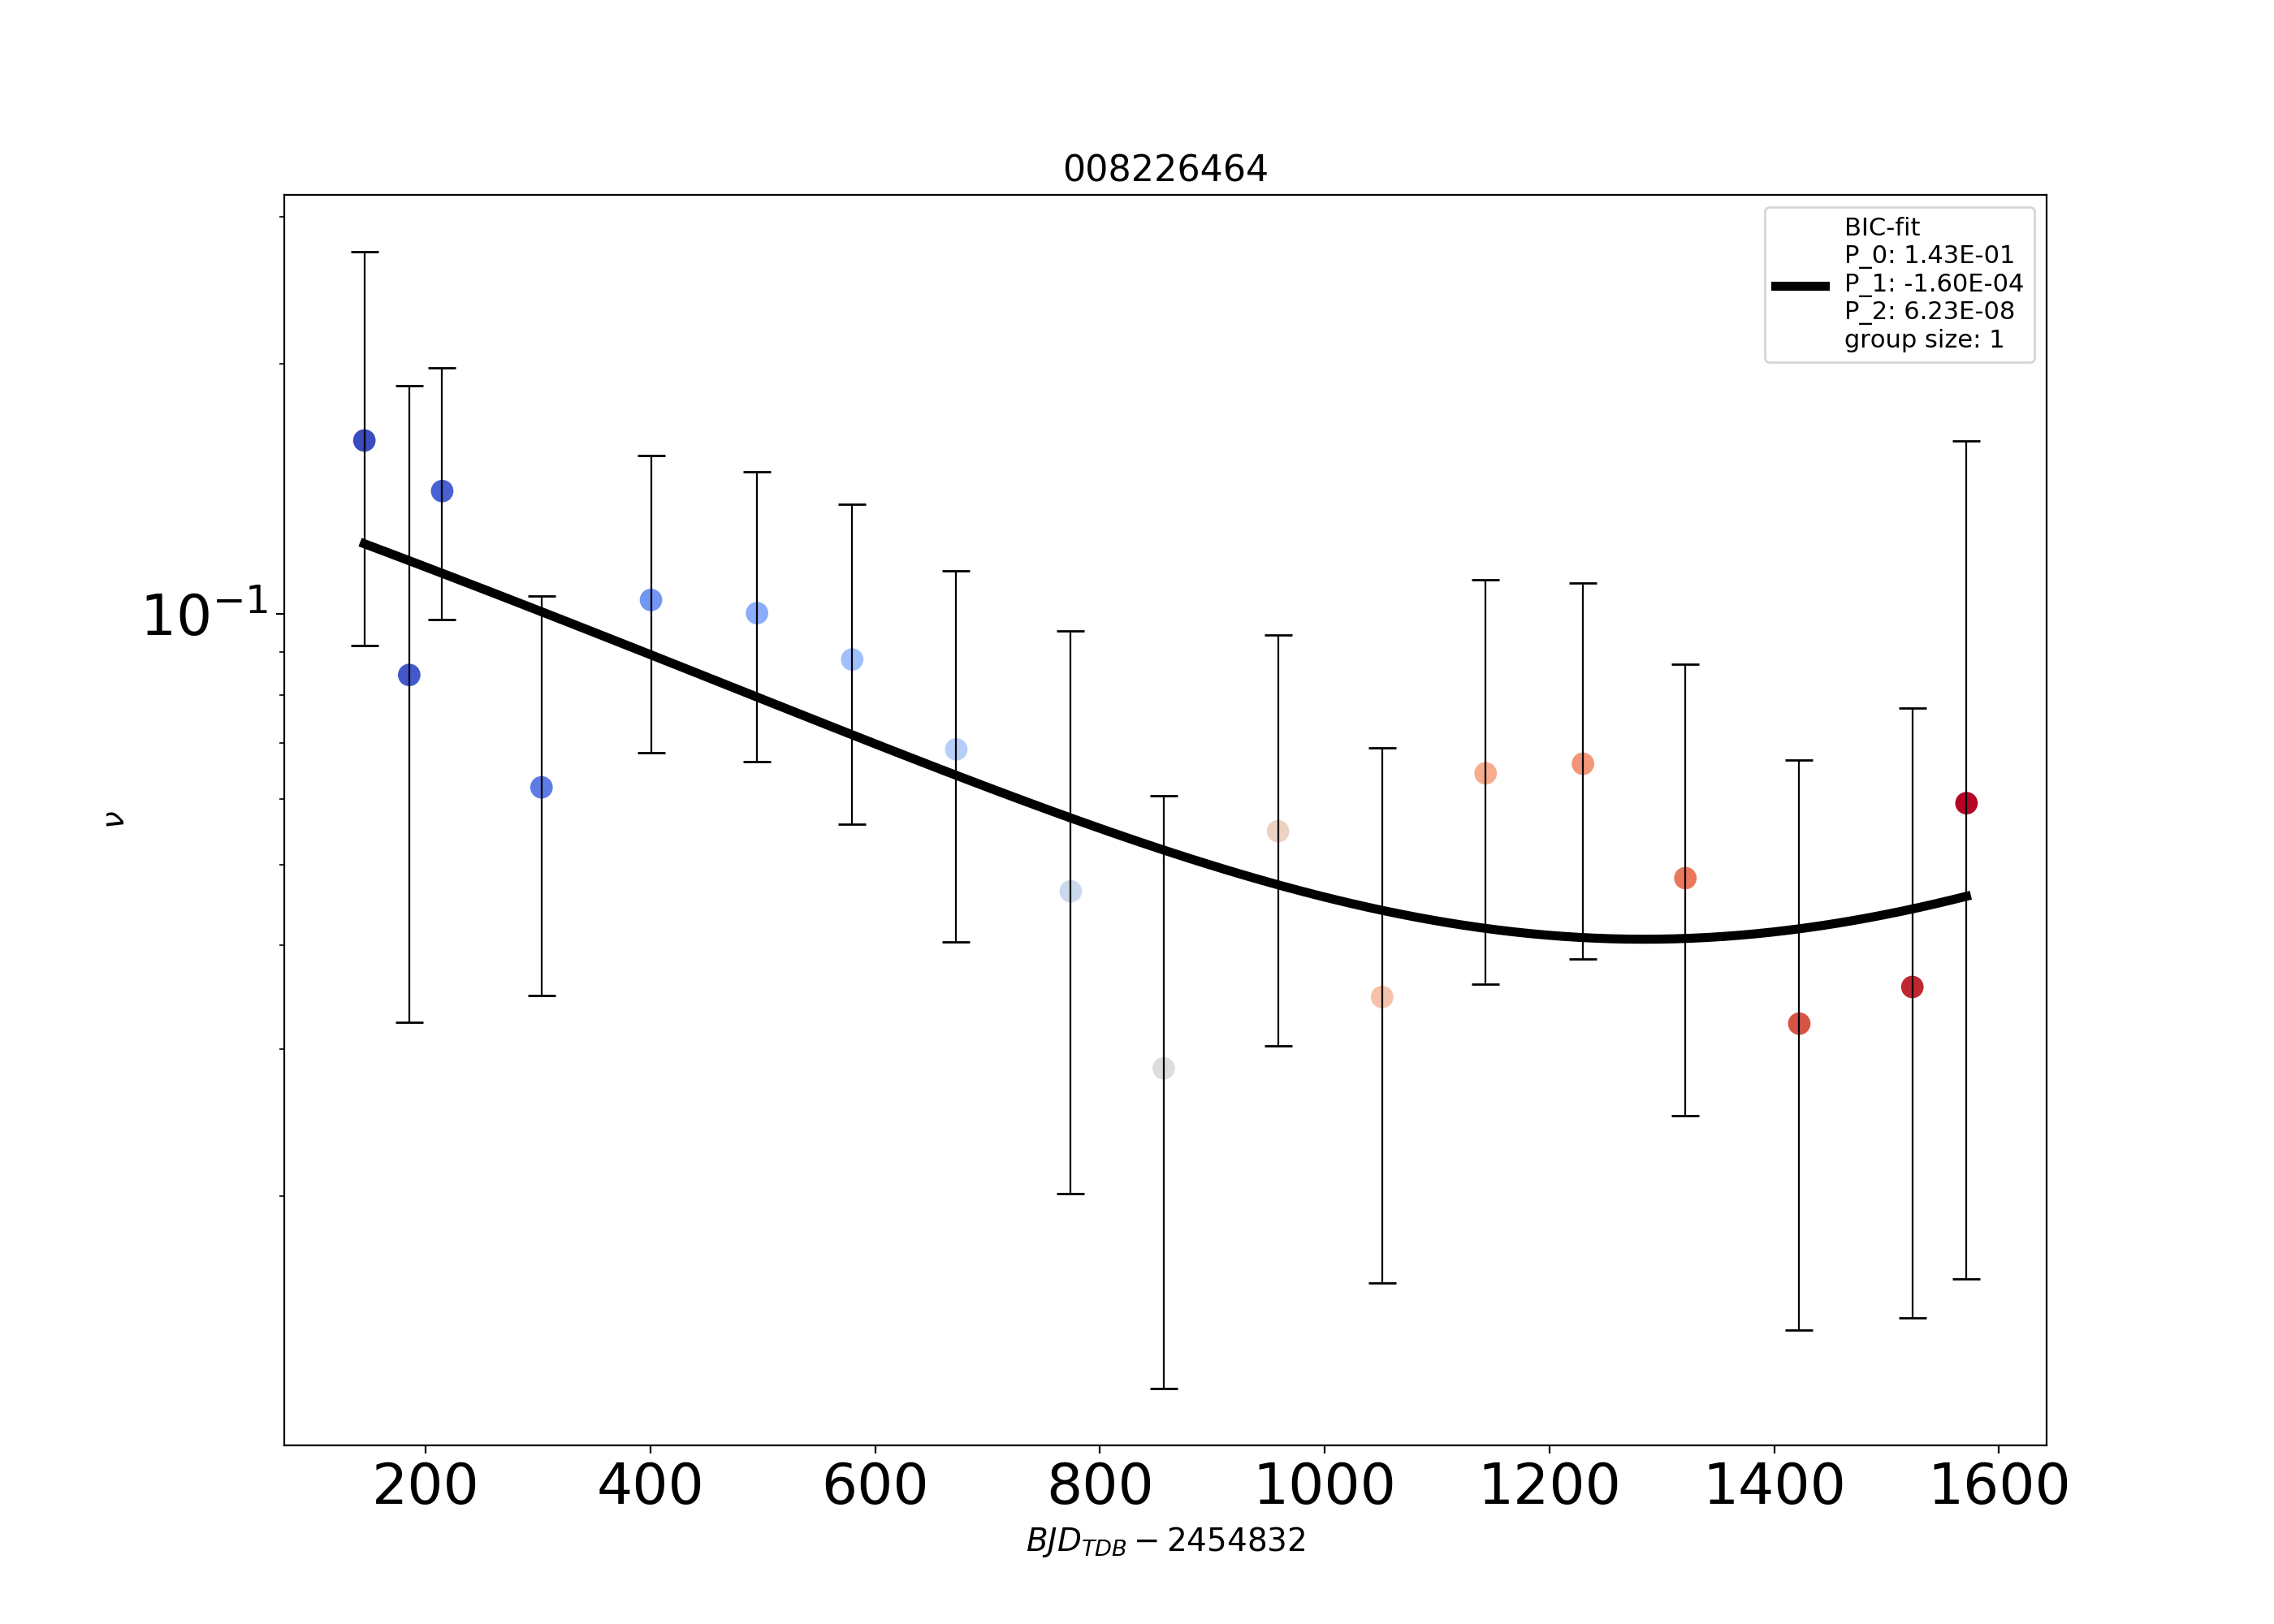 008226464
BIC-fit
P_0: 1.43E-01
P_1: -1.60E-04
P_2: 6.23E-08
group size: 1
10⁻¹
ν
200 400 600 800 1000 1200 1400 1600
BJD_TDB − 2454832